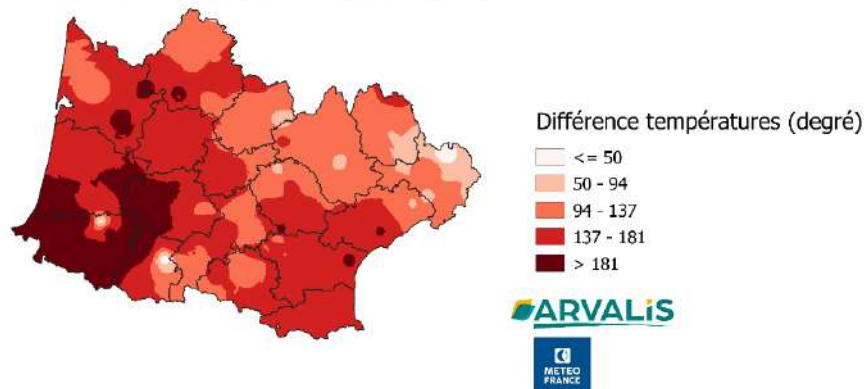 Différence températures (degré)
<= 50
50 - 94
94 - 137
137 - 181
> 181
ARVALIS
METEO
FRANCE